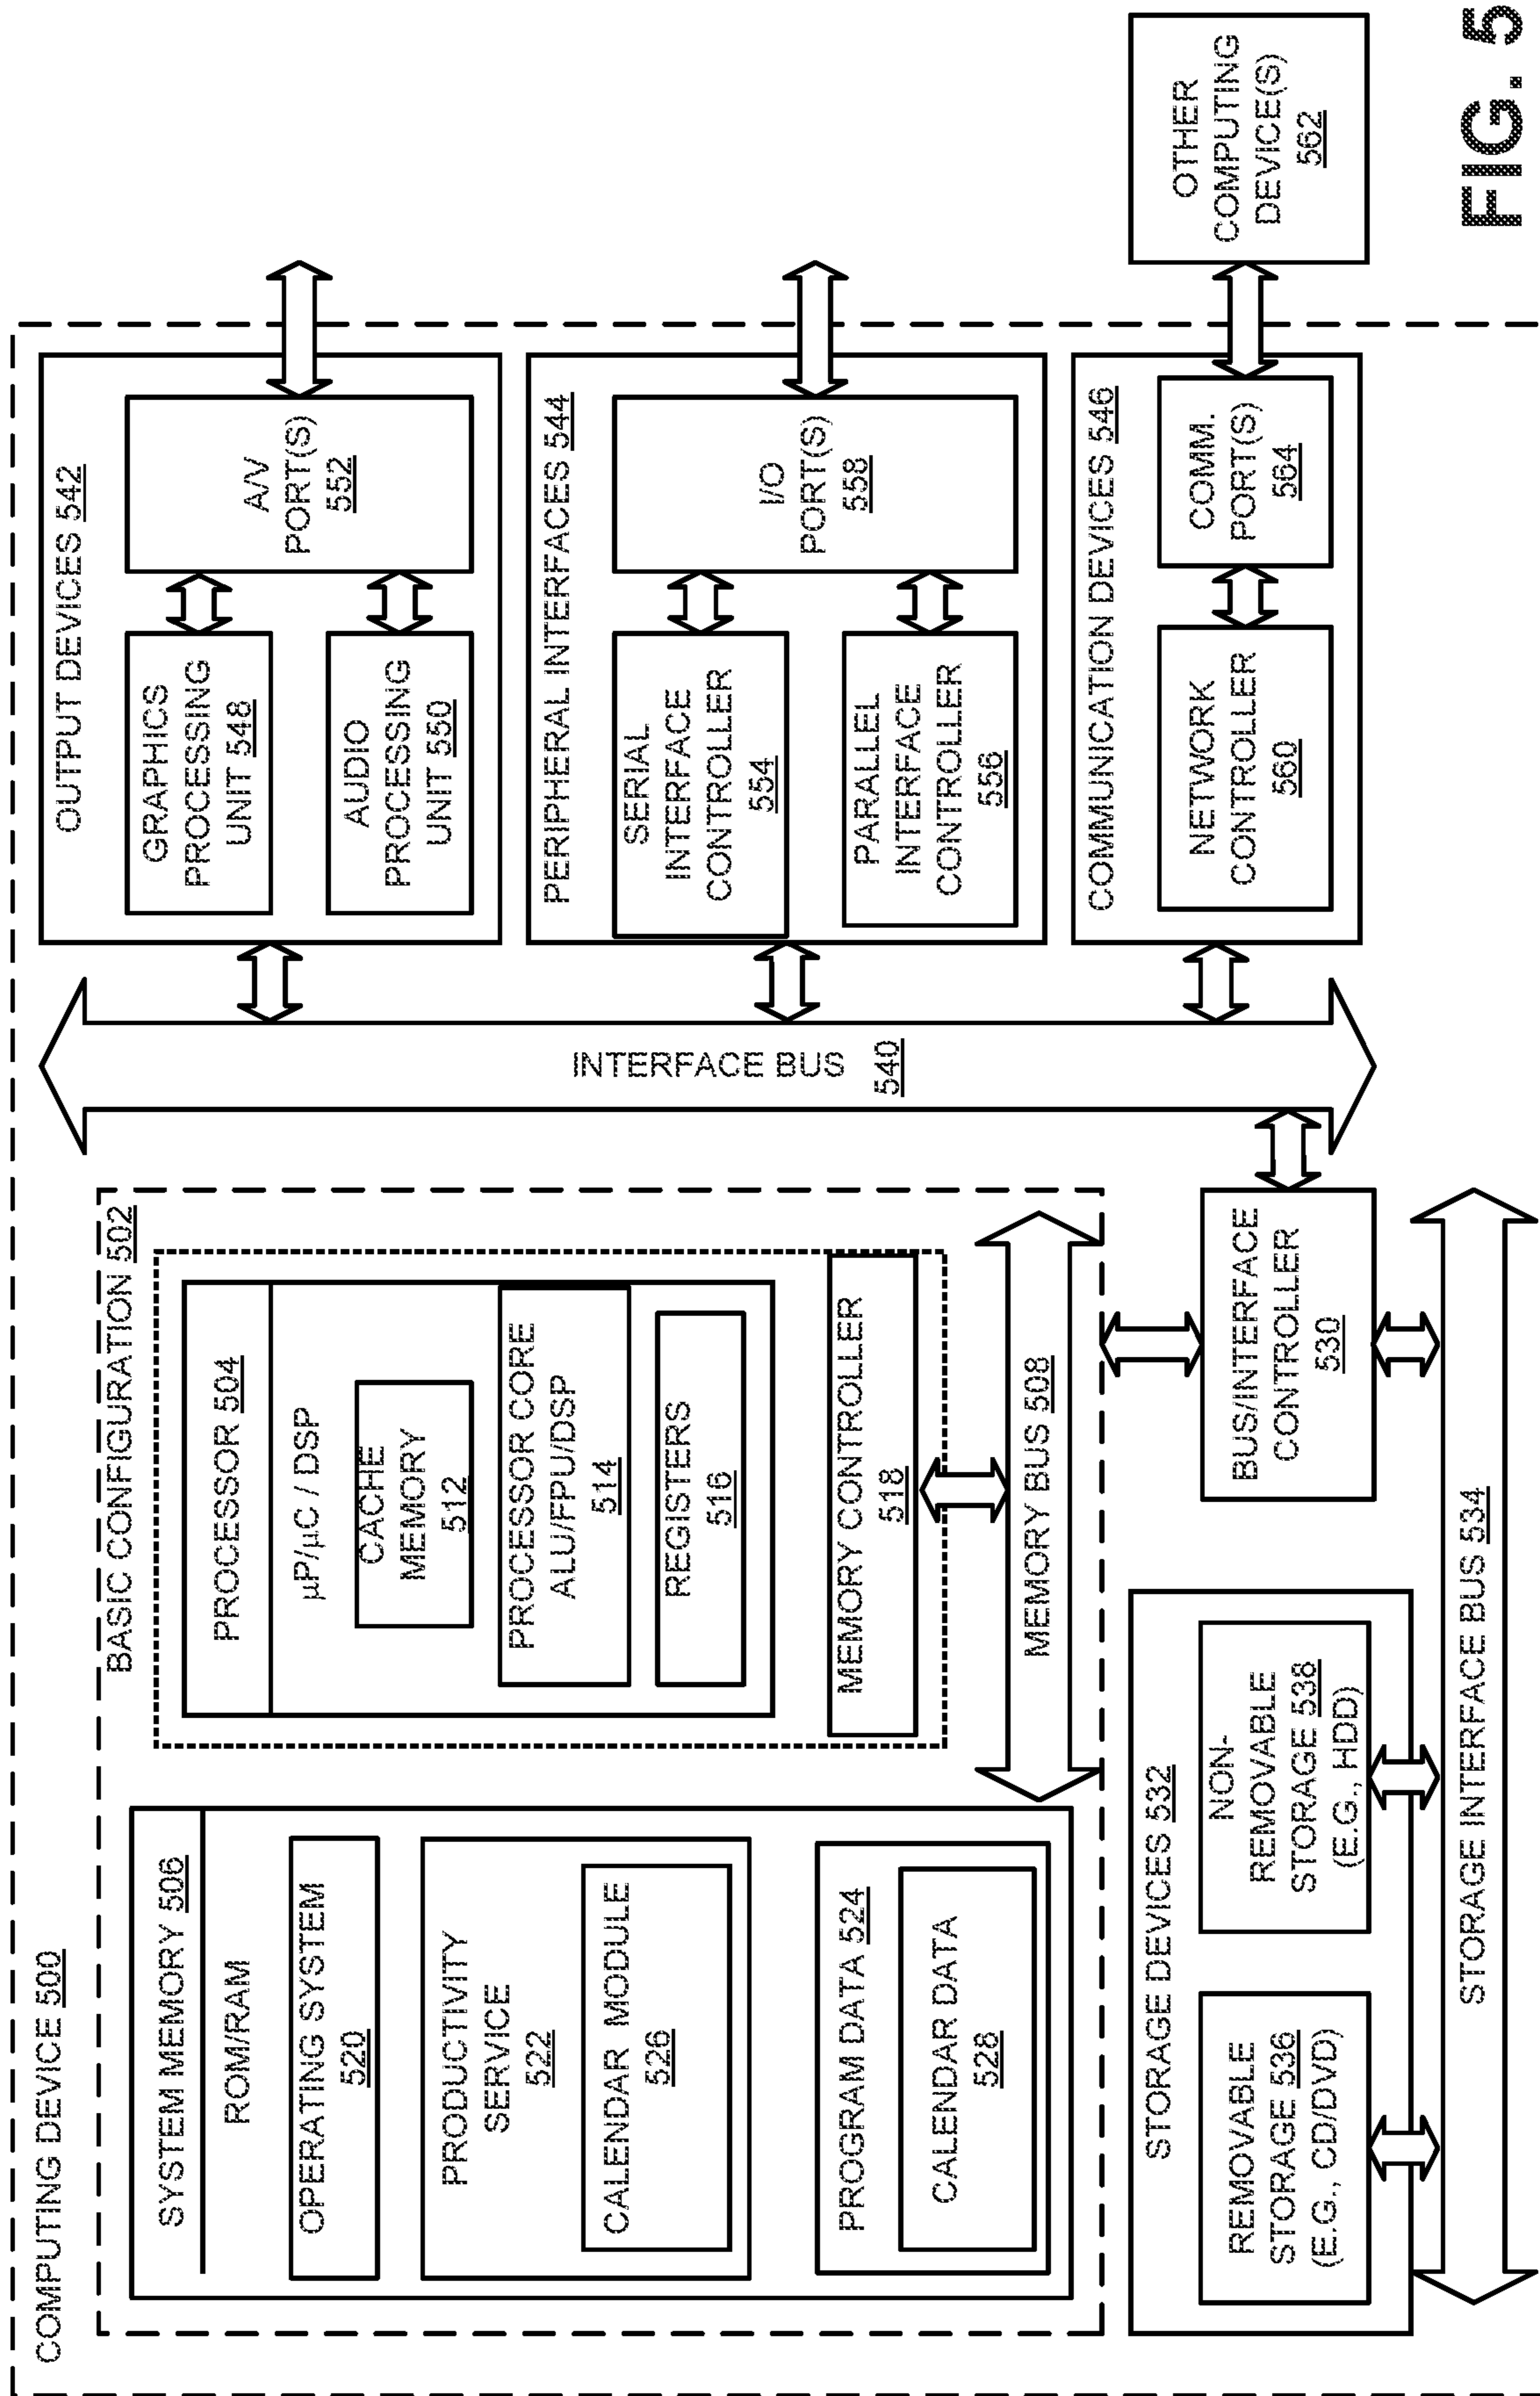 COMPUTING DEVICE 500
BASIC CONFIGURATION 502
SYSTEM MEMORY 506
ROM/RAM
OPERATING SYSTEM
520
PRODUCTIVITY
SERVICE
522
CALENDAR MODULE
526
PROGRAM DATA 524
CALENDAR DATA
528
PROCESSOR 504
µP/µC / DSP
CACHE
MEMORY
512
PROCESSOR CORE
ALU/FPU/DSP
514
REGISTERS
516
MEMORY CONTROLLER
518
MEMORY BUS 508
BUS/INTERFACE
CONTROLLER
530
STORAGE DEVICES 532
REMOVABLE
STORAGE 536
(E.G., CD/DVD)
NON-
REMOVABLE
STORAGE 538
(E.G., HDD)
STORAGE INTERFACE BUS 534
INTERFACE BUS
540
OUTPUT DEVICES 542
GRAPHICS
PROCESSING
UNIT 548
AUDIO
PROCESSING
UNIT 550
A/V
PORT(S)
552
PERIPHERAL INTERFACES 544
SERIAL
INTERFACE
CONTROLLER
554
PARALLEL
INTERFACE
CONTROLLER
556
I/O
PORT(S)
558
COMMUNICATION DEVICES 546
NETWORK
CONTROLLER
560
COMM.
PORT(S)
564
OTHER
COMPUTING
DEVICE(S)
562
FIG. 5